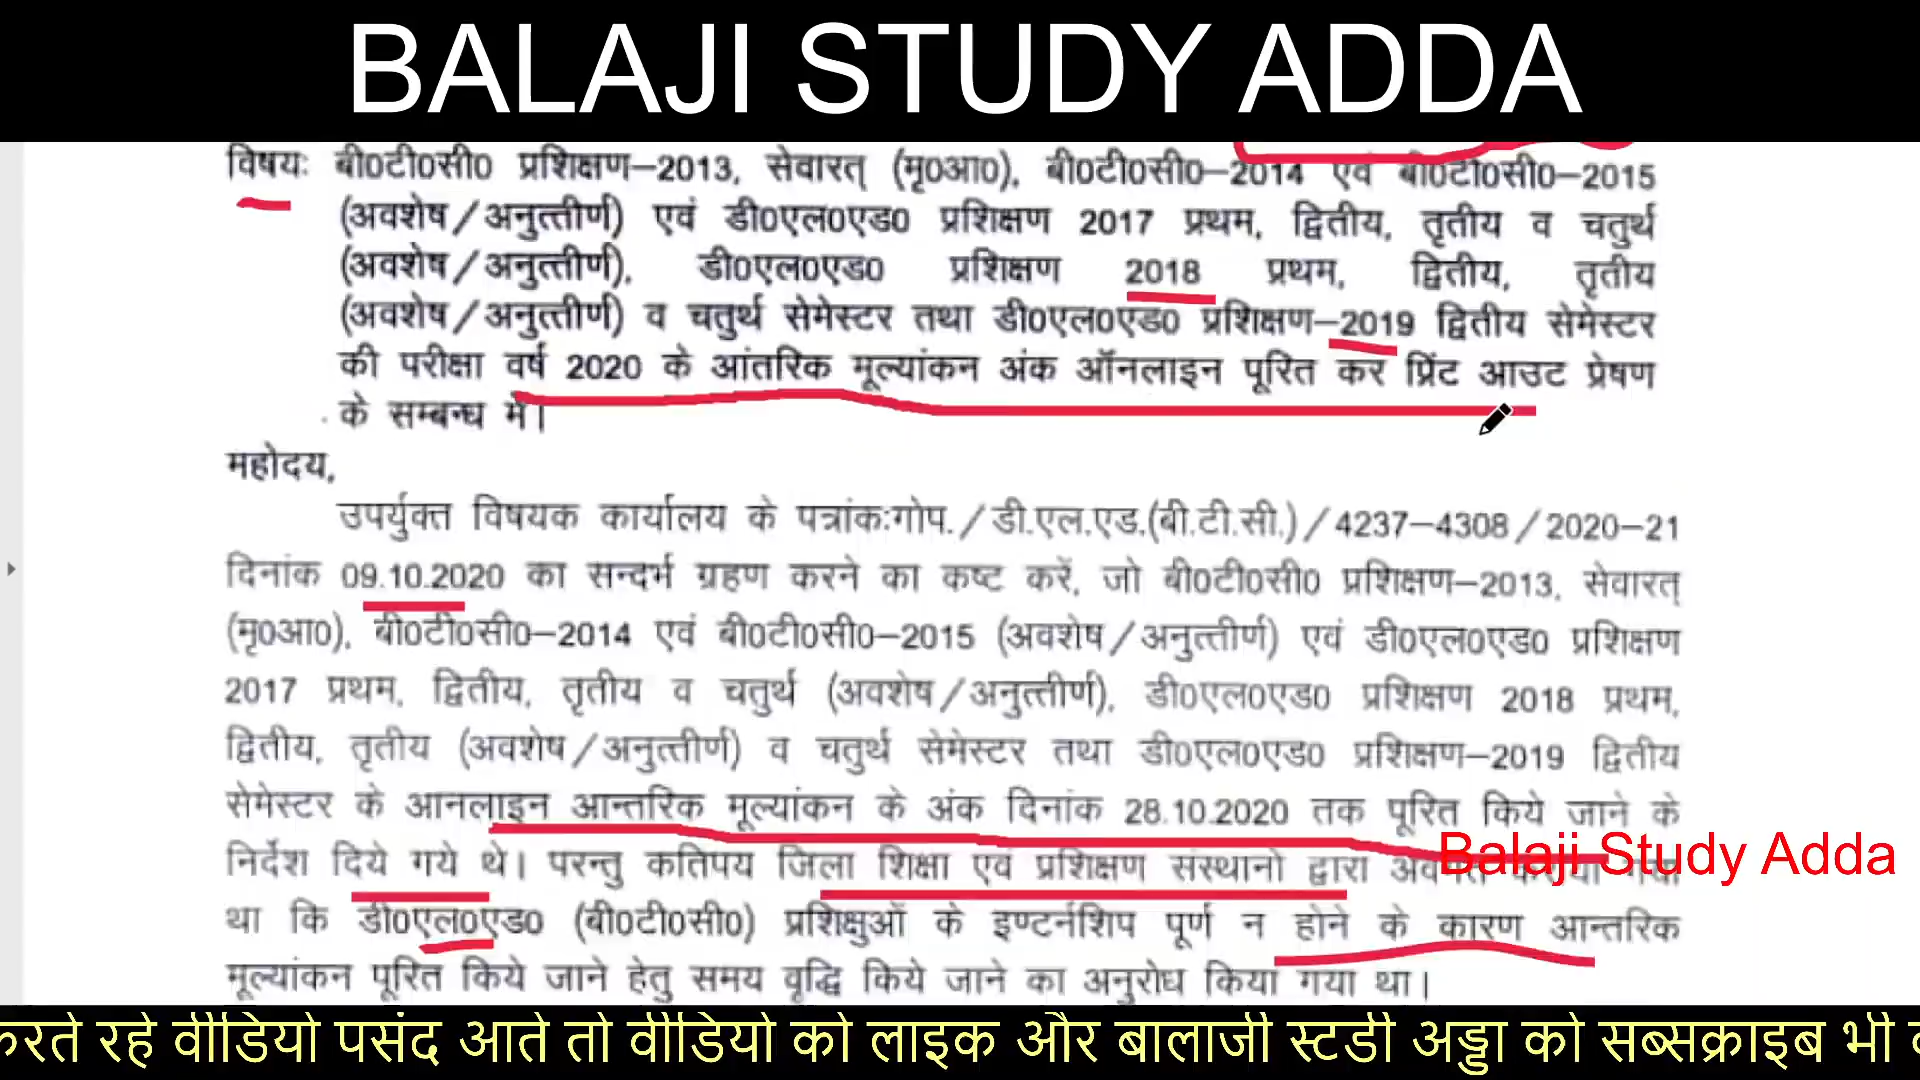 BALAJI STUDY ADDA
विषयः बी0टी0सी0 प्रशिक्षण–2013, सेवारत् (मृ0आ0), बी0टी0सी0–2014 एवं बी0टी0सी0–2015
(अवशेष/अनुत्तीर्ण) एवं डी0एल0एड0 प्रशिक्षण 2017 प्रथम, द्वितीय, तृतीय व चतुर्थ
(अवशेष/अनुत्तीर्ण), डी0एल0एड0 प्रशिक्षण 2018 प्रथम, द्वितीय, तृतीय
(अवशेष/अनुत्तीर्ण) व चतुर्थ सेमेस्टर तथा डी0एल0एड0 प्रशिक्षण–2019 द्वितीय सेमेस्टर
की परीक्षा वर्ष 2020 के आंतरिक मूल्यांकन अंक ऑनलाइन पूरित कर प्रिंट आउट प्रेषण
के सम्बन्ध में।
महोदय,
उपर्युक्त विषयक कार्यालय के पत्रांकःगोप./डी.एल.एड.(बी.टी.सी.)/4237–4308/2020–21
दिनांक 09.10.2020 का सन्दर्भ ग्रहण करने का कष्ट करें, जो बी0टी0सी0 प्रशिक्षण–2013, सेवारत्
(मृ0आ0), बी0टी0सी0–2014 एवं बी0टी0सी0–2015 (अवशेष/अनुत्तीर्ण) एवं डी0एल0एड0 प्रशिक्षण
2017 प्रथम, द्वितीय, तृतीय व चतुर्थ (अवशेष/अनुत्तीर्ण), डी0एल0एड0 प्रशिक्षण 2018 प्रथम,
द्वितीय, तृतीय (अवशेष/अनुत्तीर्ण) व चतुर्थ सेमेस्टर तथा डी0एल0एड0 प्रशिक्षण–2019 द्वितीय
सेमेस्टर के आनलाइन आन्तरिक मूल्यांकन के अंक दिनांक 28.10.2020 तक पूरित किये जाने के
निर्देश दिये गये थे। परन्तु कतिपय जिला शिक्षा एवं प्रशिक्षण संस्थानो द्वारा
Balaji Study Adda
था कि डी0एल0एड0 (बी0टी0सी0) प्रशिक्षुओं के इण्टर्नशिप पूर्ण न होने के कारण आन्तरिक
मूल्यांकन पूरित किये जाने हेतु समय वृद्धि किये जाने का अनुरोध किया गया था।
करते रहे वीडियो पसंद आते तो वीडियो को लाइक और बालाजी स्टडी अड्डा को सब्सक्राइब भी